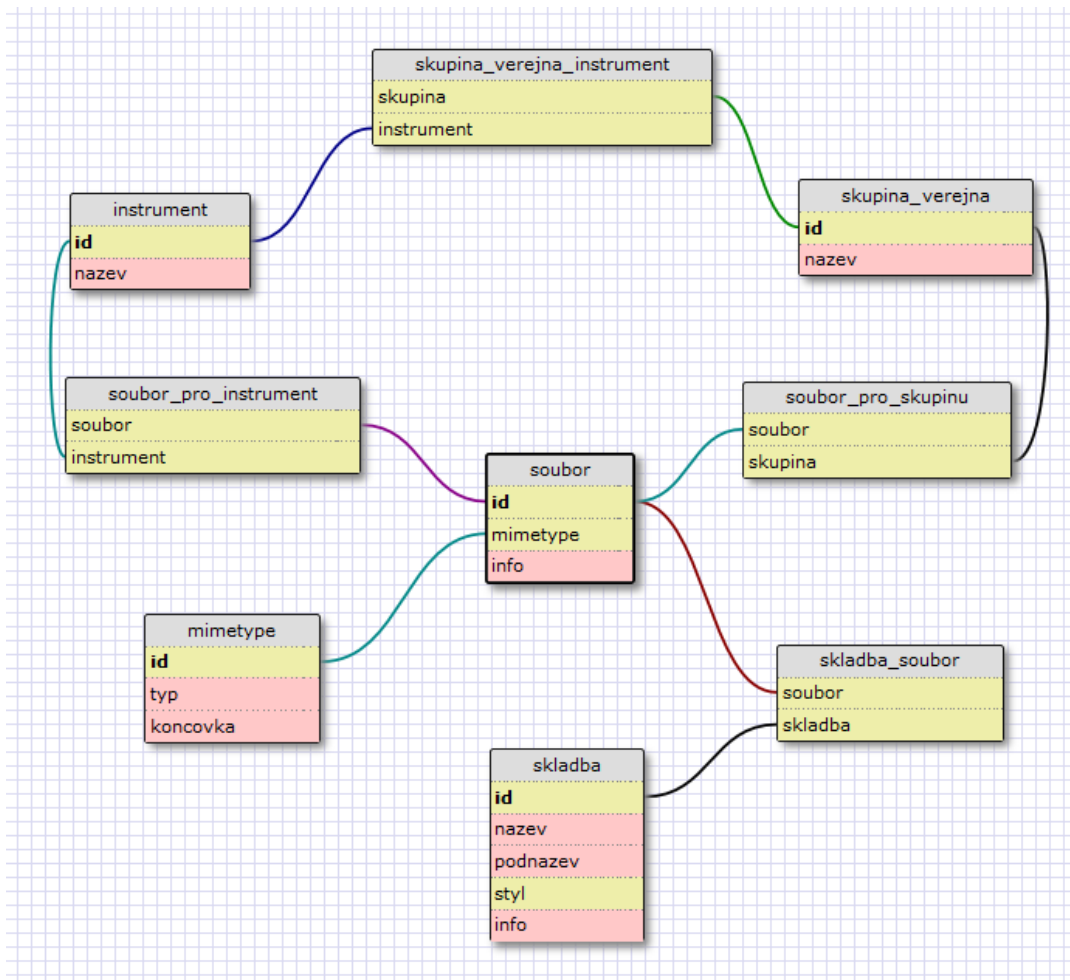 skupina_verejna_instrument
skupina
instrument
instrument
id
nazev
skupina_verejna
id
nazev
soubor_pro_instrument
soubor
instrument
soubor_pro_skupinu
soubor
skupina
soubor
id
mimetype
info
mimetype
id
typ
koncovka
skladba_soubor
soubor
skladba
skladba
id
nazev
podnazev
styl
info